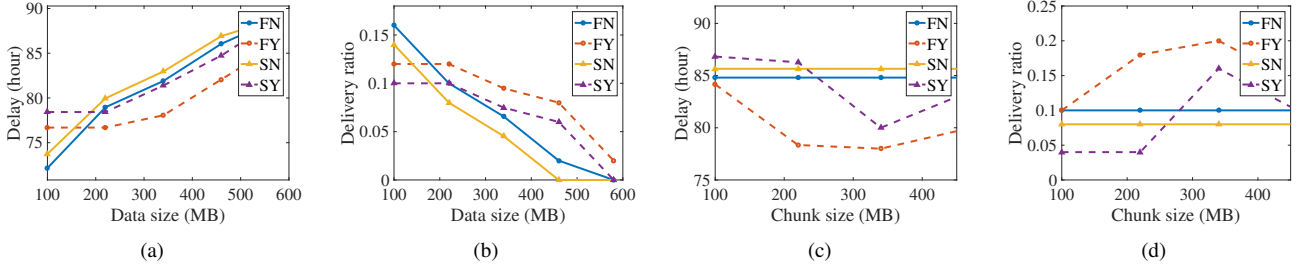 90
85
80
75
100 200 300 400 500 600
Delay (hour)
Data size (MB)
FN
FY
SN
SY
(a)
0.15
0.1
0.05
0
100 200 300 400 500 600
Delivery ratio
Data size (MB)
FN
FY
SN
SY
(b)
90
85
80
75
100 200 300 400
Delay (hour)
Chunk size (MB)
FN
FY
SN
SY
(c)
0.25
0.2
0.15
0.1
0.05
0
100 200 300 400
Delivery ratio
Chunk size (MB)
FN
FY
SN
SY
(d)